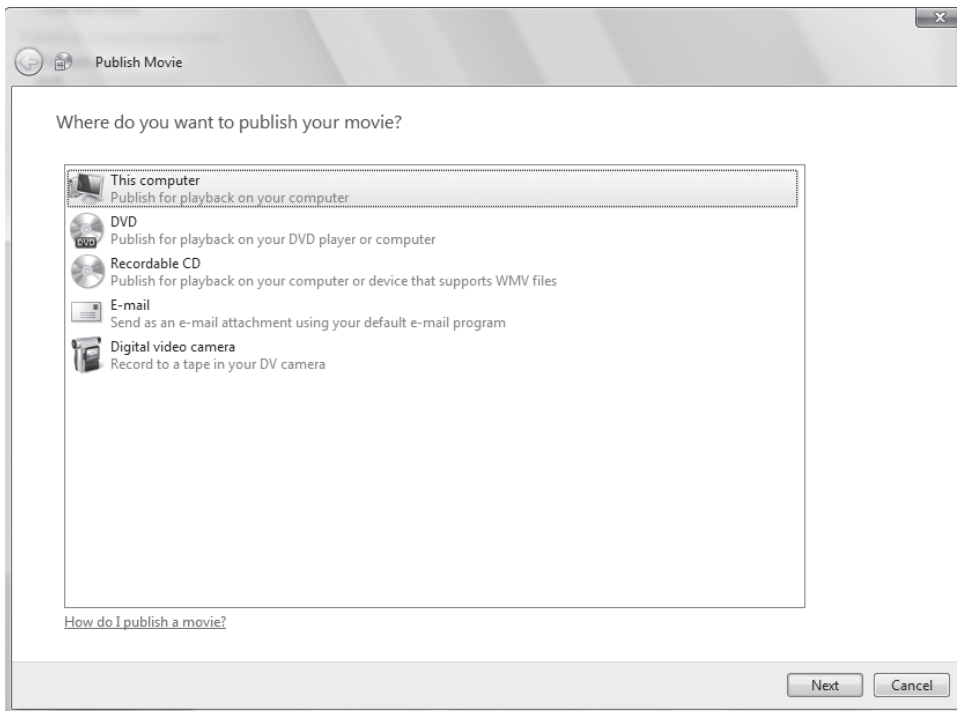 Publish Movie
Where do you want to publish your movie?
This computer
Publish for playback on your computer
DVD
DVD
Publish for playback on your DVD player or computer
Recordable CD
Publish for playback on your computer or device that supports WMV files
E-mail
Send as an e-mail attachment using your default e-mail program
Digital video camera
Record to a tape in your DV camera
How do I publish a movie?
Next
Cancel